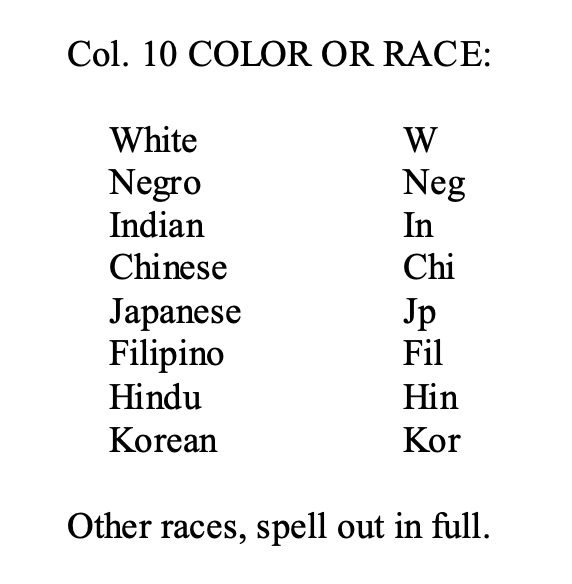 Col. 10 COLOR OR RACE:
White W
Negro Neg
Indian In
Chinese Chi
Japanese Jp
Filipino Fil
Hindu Hin
Korean Kor
Other races, spell out in full.